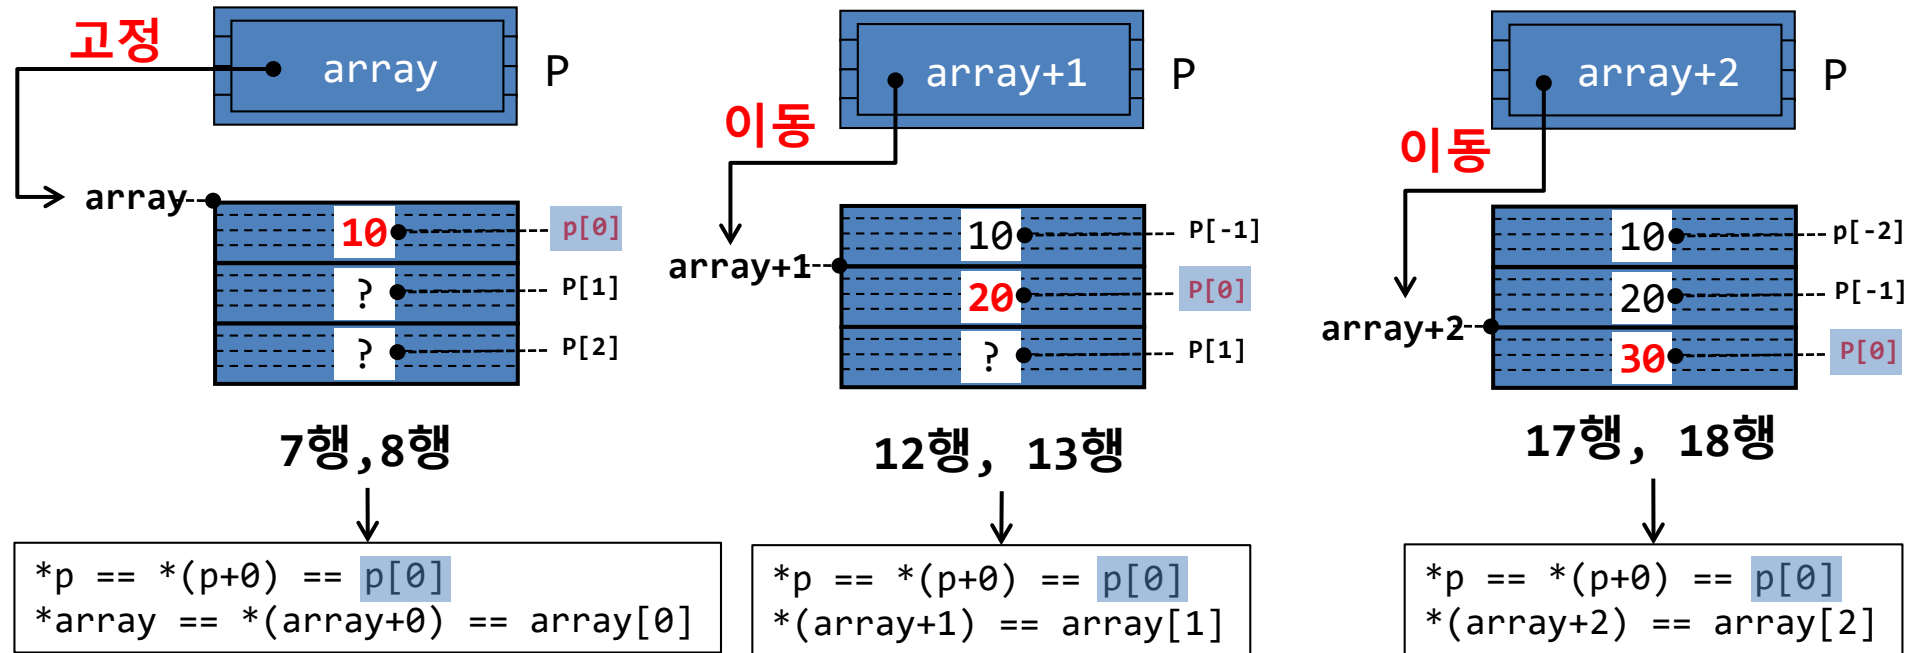 고정
array
P
array
10
p[0]
?
P[1]
?
P[2]
7행,8행
*p == *(p+0) == p[0]
*array == *(array+0) == array[0]
array+1
P
이동
array+1
10
P[-1]
20
P[0]
?
P[1]
12행, 13행
*p == *(p+0) == p[0]
*(array+1) == array[1]
array+2
P
이동
array+2
10
p[-2]
20
P[-1]
30
P[0]
17행, 18행
*p == *(p+0) == p[0]
*(array+2) == array[2]